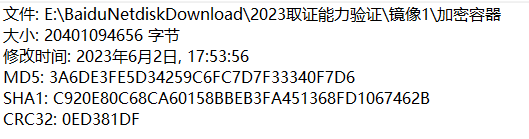 文件: E:\BaiduNetdiskDownload\2023取证能力验证\镜像1\加密容器
大小: 20401094656 字节
修改时间: 2023年6月2日, 17:53:56
MD5: 3A6DE3FE5D34259C6FC7D7F33340F7D6
SHA1: C920E80C68CA60158BBEB3FA451368FD1067462B
CRC32: 0ED381DF